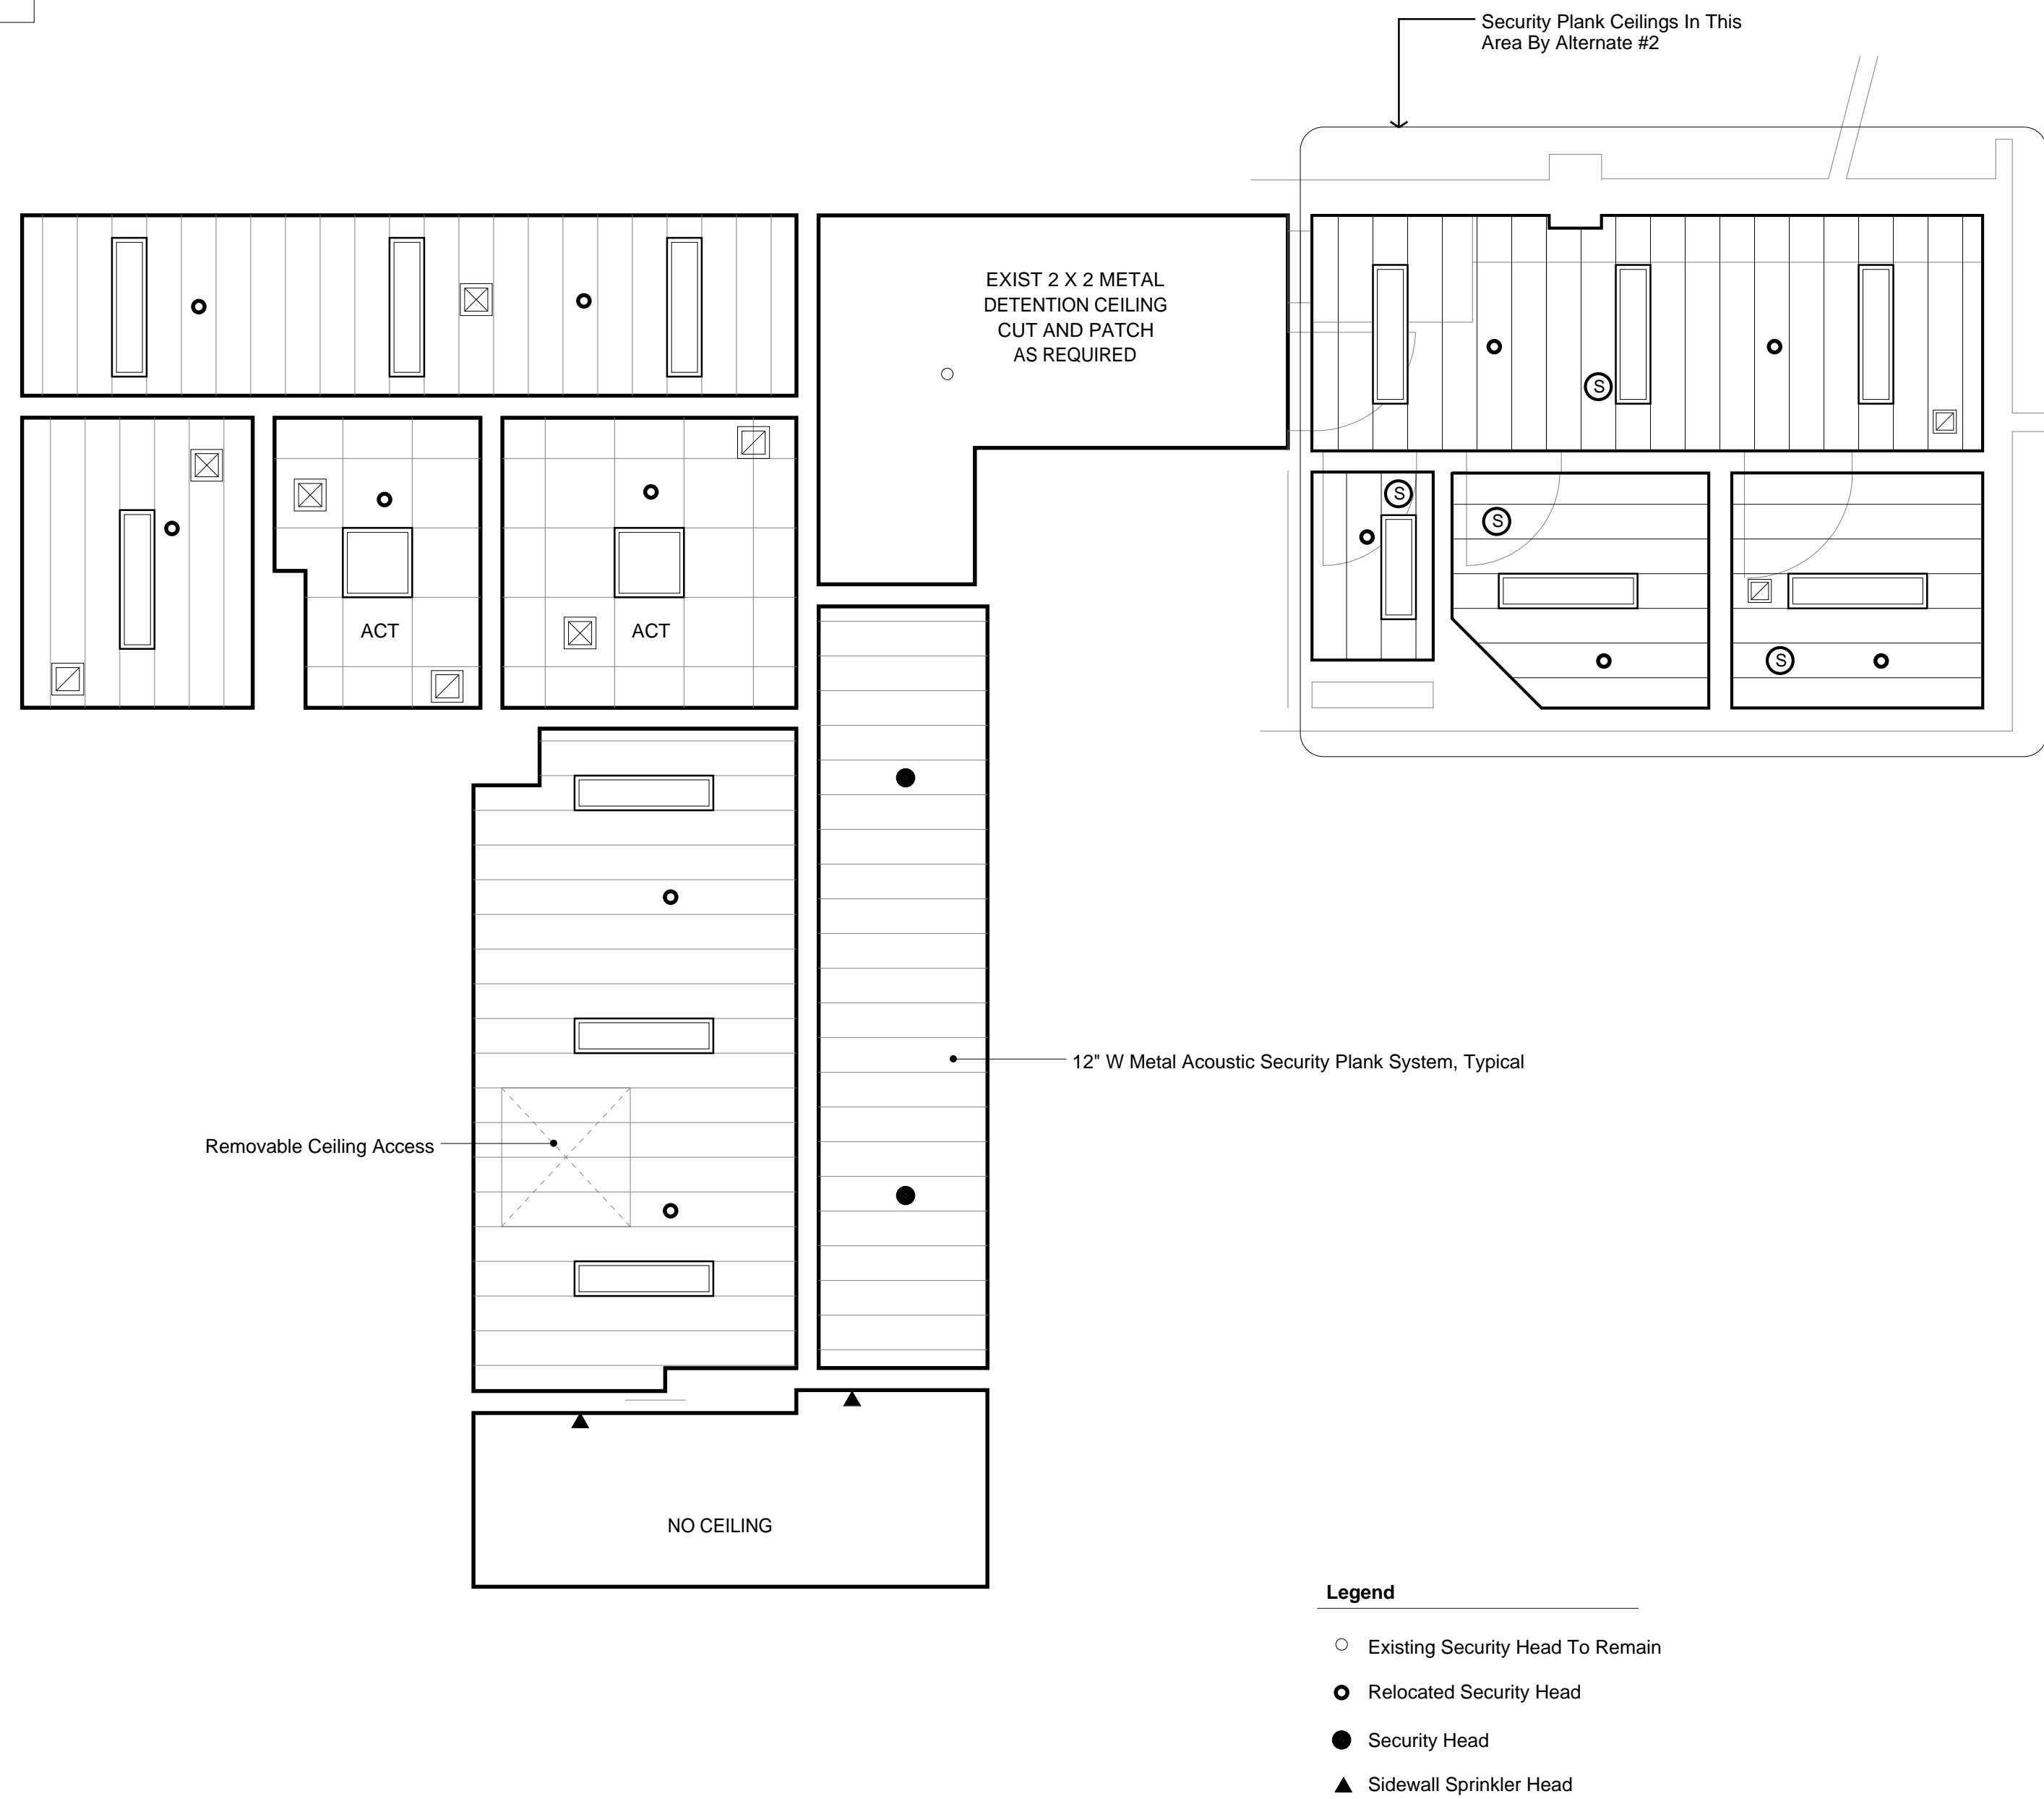 Security Plank Ceilings In This
Area By Alternate #2
EXIST 2 X 2 METAL
DETENTION CEILING
CUT AND PATCH
AS REQUIRED
S
S
S
S
ACT
ACT
12" W Metal Acoustic Security Plank System, Typical
Removable Ceiling Access
NO CEILING
Legend
Existing Security Head To Remain
Relocated Security Head
Security Head
Sidewall Sprinkler Head